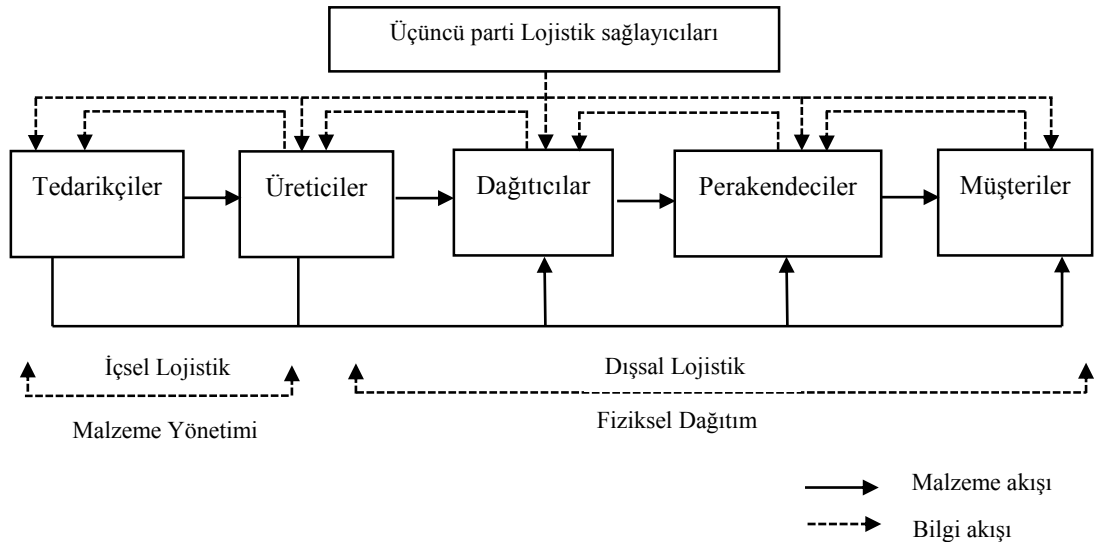 Üçüncü parti Lojistik sağlayıcıları
Tedarikçiler
Üreticiler
Dağıtıcılar
Perakendeciler
Müşteriler
İçsel Lojistik
Dışsal Lojistik
Malzeme Yönetimi
Fiziksel Dağıtım
Malzeme akışı
Bilgi akışı